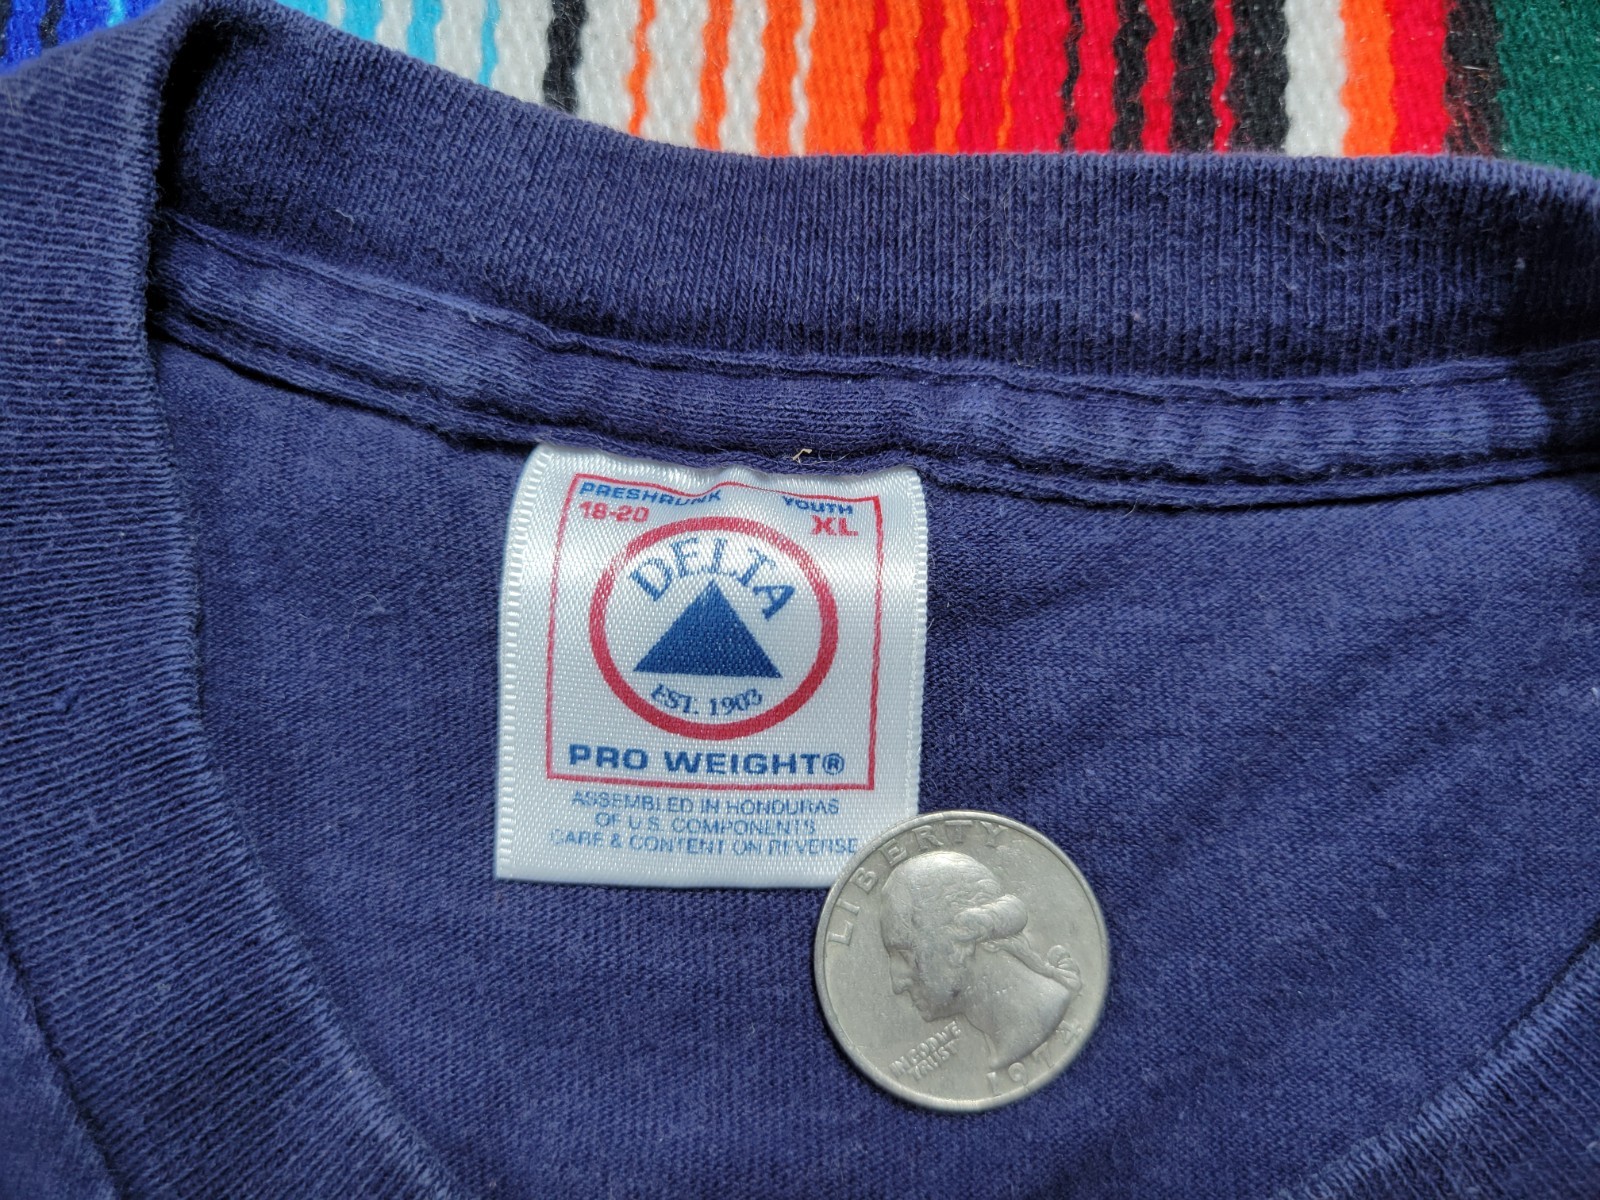 PRESHRUNK YOUTH
18-20 XL
DELTA
EST. 1903
PRO WEIGHT®
ASSEMBLED IN HONDURAS
OF U.S. COMPONENTS
CARE & CONTENT ON REVERSE
LIBERTY
IN GOD WE
TRUST
1974